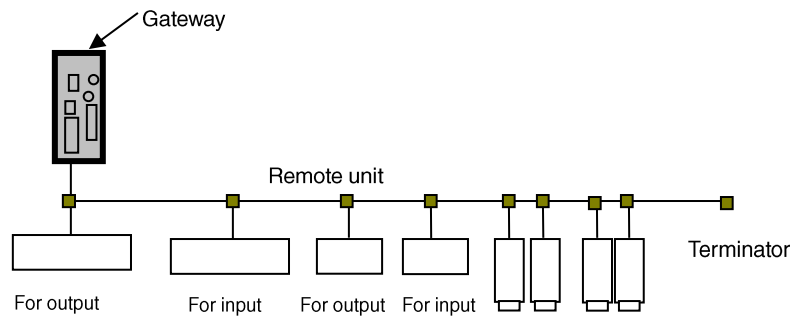 Gateway
Remote unit
Terminator
For output
For input
For output
For input